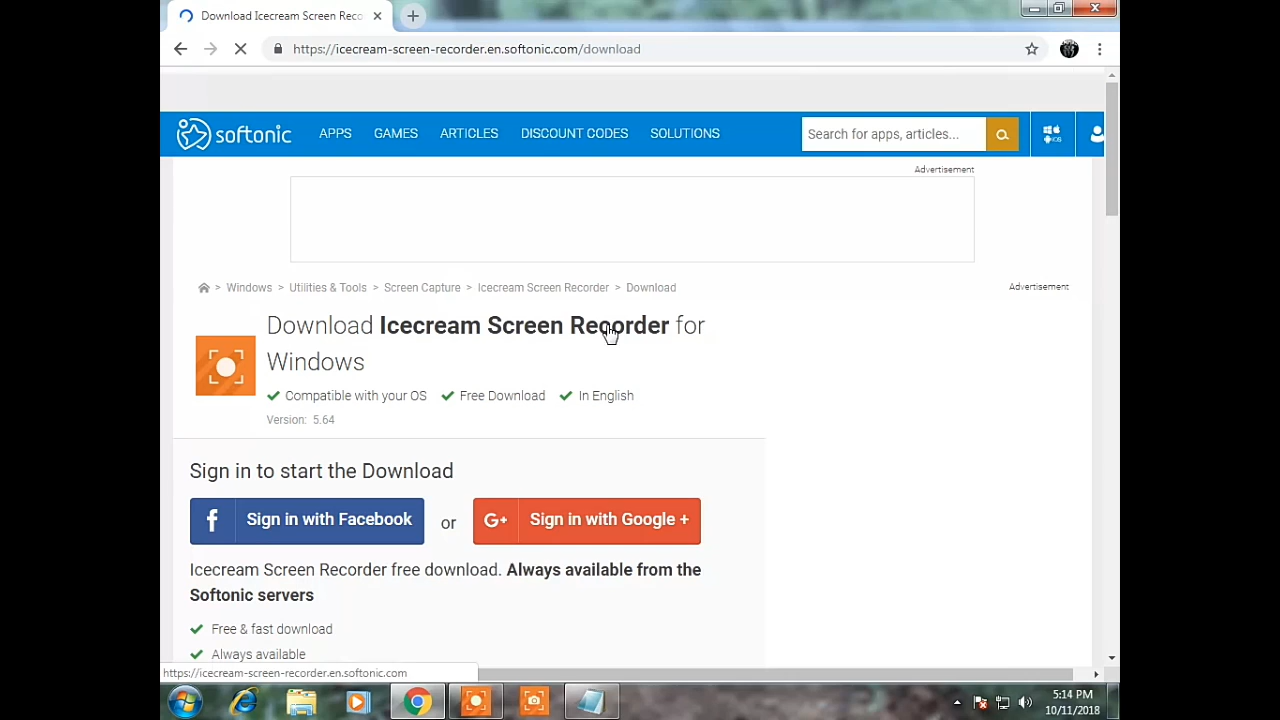 Download Icecream Screen Reco
https://icecream-screen-recorder.en.softonic.com/download
softonic
APPS
GAMES
ARTICLES
DISCOUNT CODES
SOLUTIONS
Search for apps, articles...
iOS
Advertisement
> Windows > Utilities & Tools > Screen Capture > Icecream Screen Recorder > Download
Advertisement
Download Icecream Screen Recorder for
Windows
Compatible with your OS
Free Download
In English
Version: 5.64
Sign in to start the Download
f Sign in with Facebook
or
G+ Sign in with Google +
Icecream Screen Recorder free download. Always available from the
Softonic servers
Free & fast download
Always available
https://icecream-screen-recorder.en.softonic.com
5:14 PM
10/11/2018